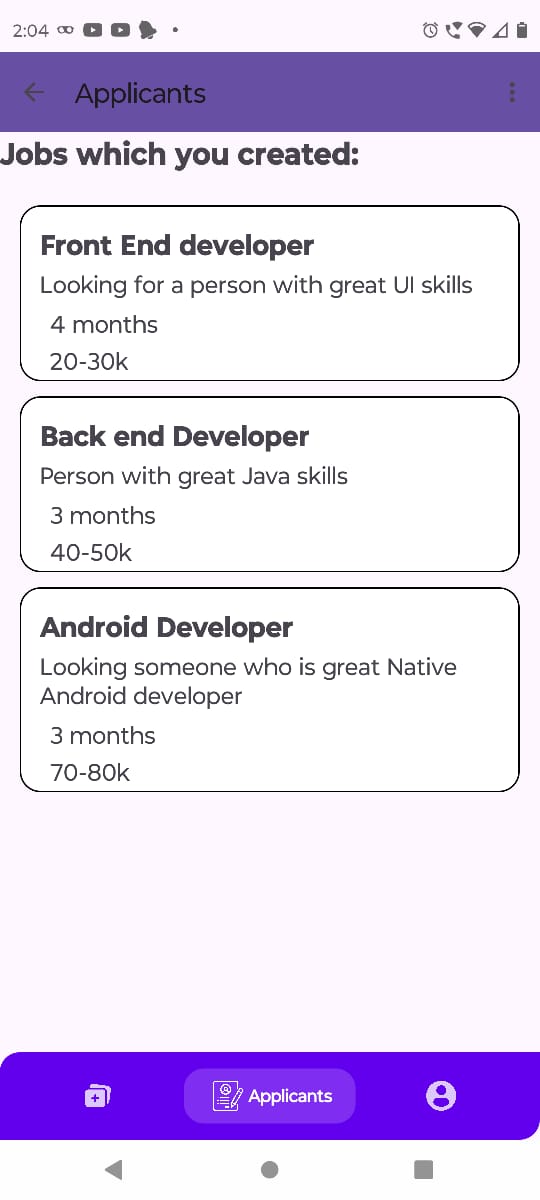 2:04
Applicants
Jobs which you created:
Front End developer
Looking for a person with great UI skills
4 months
20-30k
Back end Developer
Person with great Java skills
3 months
40-50k
Android Developer
Looking someone who is great Native
Android developer
3 months
70-80k
Applicants